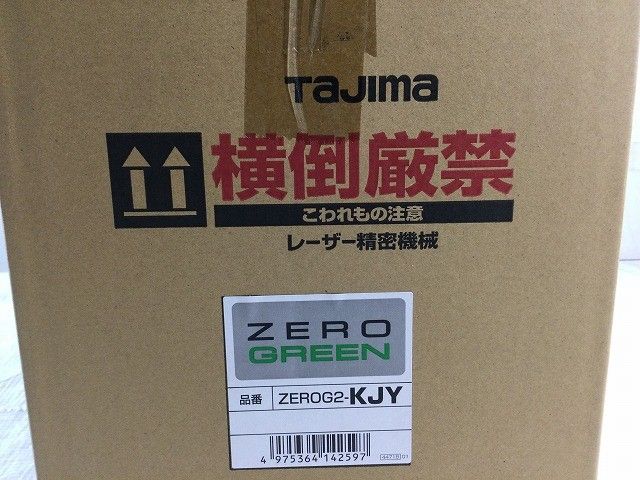 TaJima
横倒厳禁
こわれもの注意
レーザー精密機械
ZERO
GREEN
品番 ZEROG2-KJY
4 975364 142597